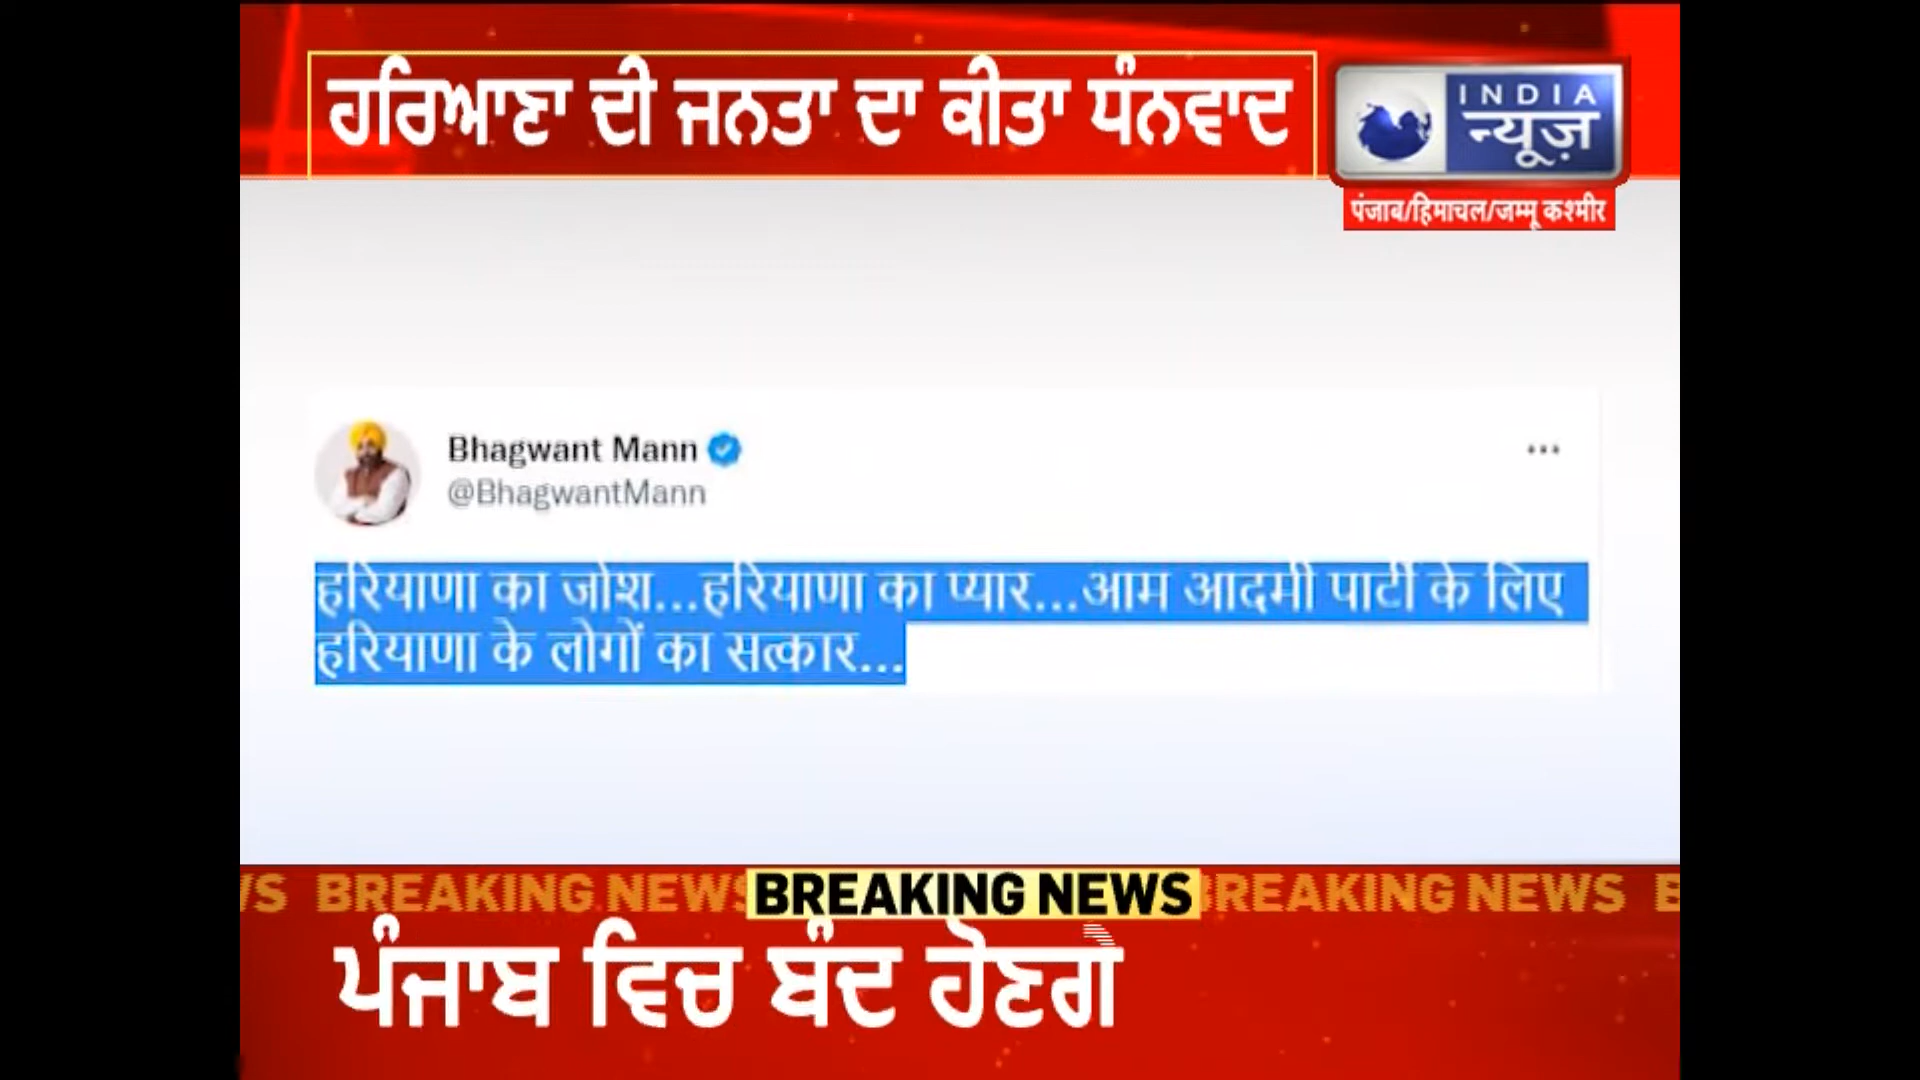 ਹਰਿਆਣਾ ਦੀ ਜਨਤਾ ਦਾ ਕੀਤਾ ਧੰਨਵਾਦ
INDIA
न्यूज़
पंजाब/हिमाचल/जम्मू कश्मीर
Bhagwant Mann
@BhagwantMann
हरियाणा का जोश...हरियाणा का प्यार...आम आदमी पार्टी के लिए
हरियाणा के लोगों का सत्कार...
WS BREAKING NEWS BREAKING NEWS BREAKING NEWS B
ਪੰਜਾਬ ਵਿਚ ਬੰਦ ਹੋਣਗੇ